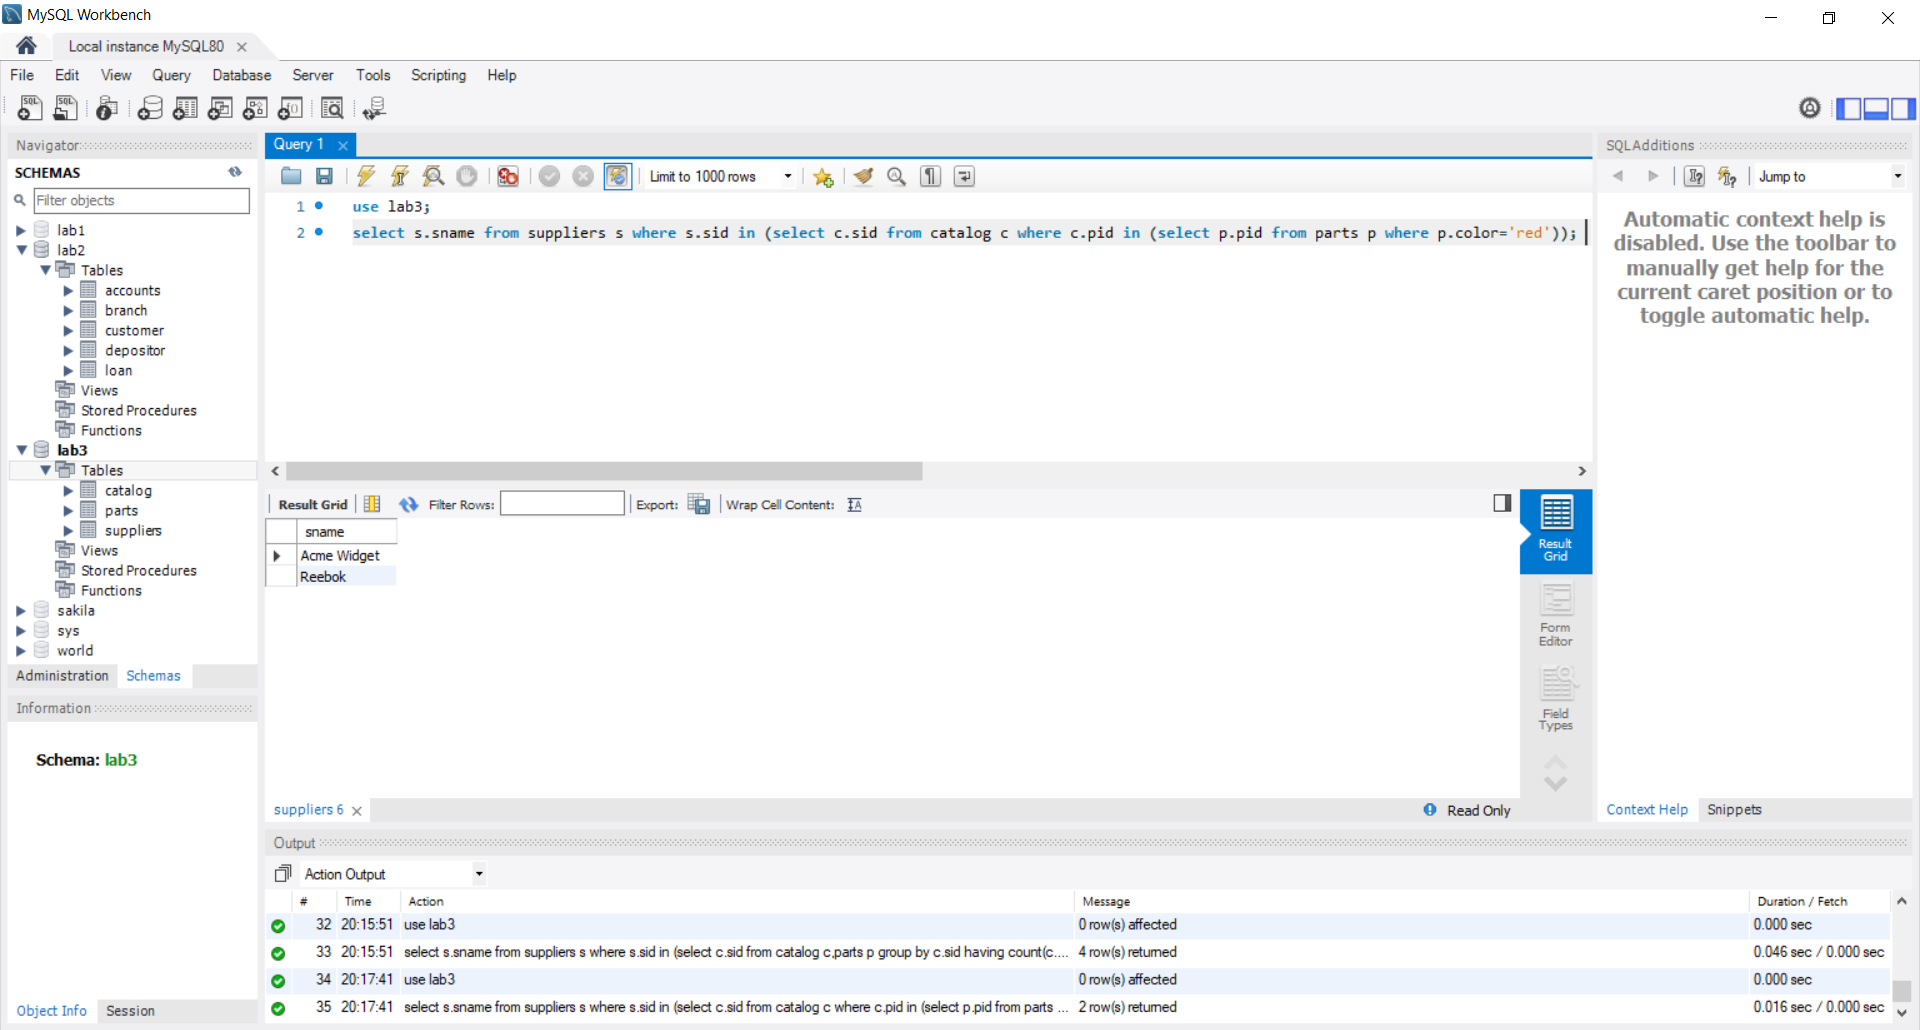 MySQL Workbench
Local instance MySQL80
File Edit View Query Database Server Tools Scripting Help
Navigator
SCHEMAS
Filter objects
lab1
lab2
Tables
accounts
branch
customer
depositor
loan
Views
Stored Procedures
Functions
lab3
Tables
catalog
parts
suppliers
Views
Stored Procedures
Functions
sakila
sys
world
Administration Schemas
Information
Schema: lab3
Object Info Session
Query 1
Limit to 1000 rows
1 use lab3;
2 select s.sname from suppliers s where s.sid in (select c.sid from catalog c where c.pid in (select p.pid from parts p where p.color='red'));
Result Grid Filter Rows: Export: Wrap Cell Content:
sname
Acme Widget
Reebok
Result
Grid
Form
Editor
Field
Types
suppliers 6
Read Only
SQLAdditions
Jump to
Automatic context help is
disabled. Use the toolbar to
manually get help for the
current caret position or to
toggle automatic help.
Context Help Snippets
Output
Action Output
# Time Action Message Duration / Fetch
32 20:15:51 use lab3 0 row(s) affected 0.000 sec
33 20:15:51 select s.sname from suppliers s where s.sid in (select c.sid from catalog c,parts p group by c.sid having count(c.... 4 row(s) returned 0.046 sec / 0.000 sec
34 20:17:41 use lab3 0 row(s) affected 0.000 sec
35 20:17:41 select s.sname from suppliers s where s.sid in (select c.sid from catalog c where c.pid in (select p.pid from parts ... 2 row(s) returned 0.016 sec / 0.000 sec